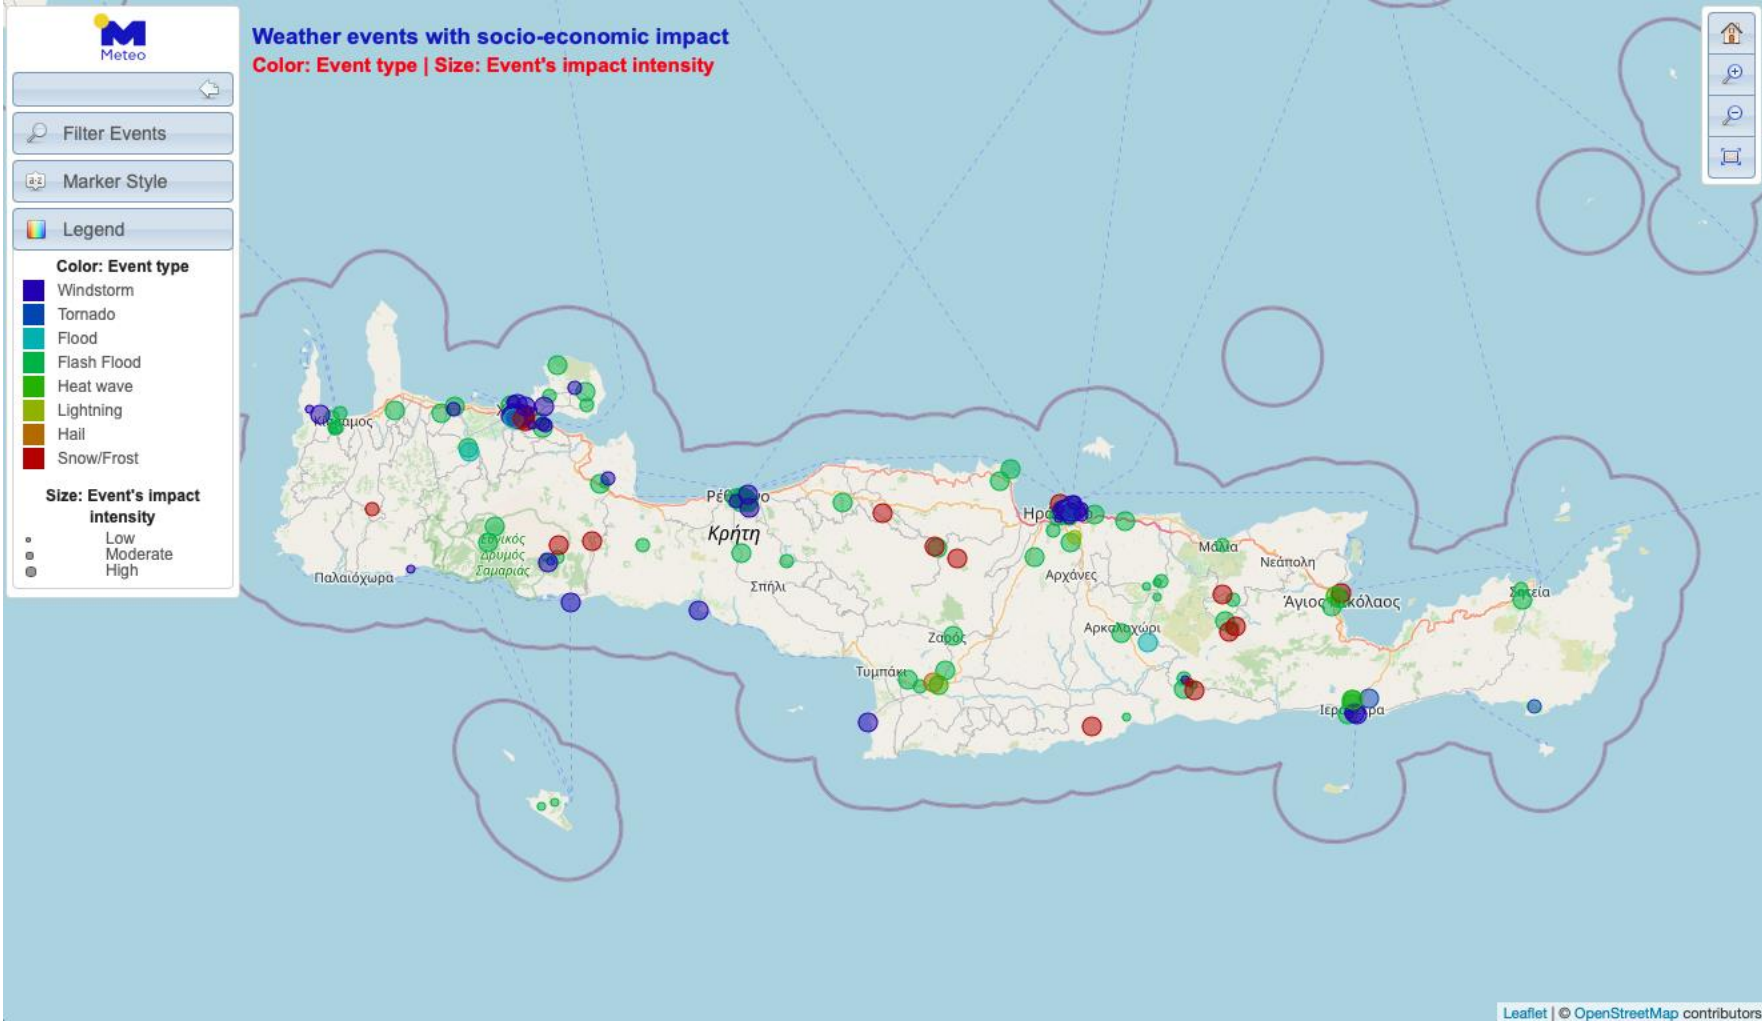 Meteo
Filter Events
Marker Style
Legend
Color: Event type
Windstorm
Tornado
Flood
Flash Flood
Heat wave
Lightning
Hail
Snow/Frost
Size: Event's impact
intensity
Low
Moderate
High
Weather events with socio-economic impact
Color: Event type | Size: Event's impact intensity
Κρήτη
Εθνικός
Δρυμός
Σαμαριάς
Παλαιόχωρα
Σπήλι
Αρχάνες
Μάλια
Νεάπολη
Σητεία
Αρκαλοχώρι
Ζαρός
Τυμπάκι
Leaflet | © OpenStreetMap contributors